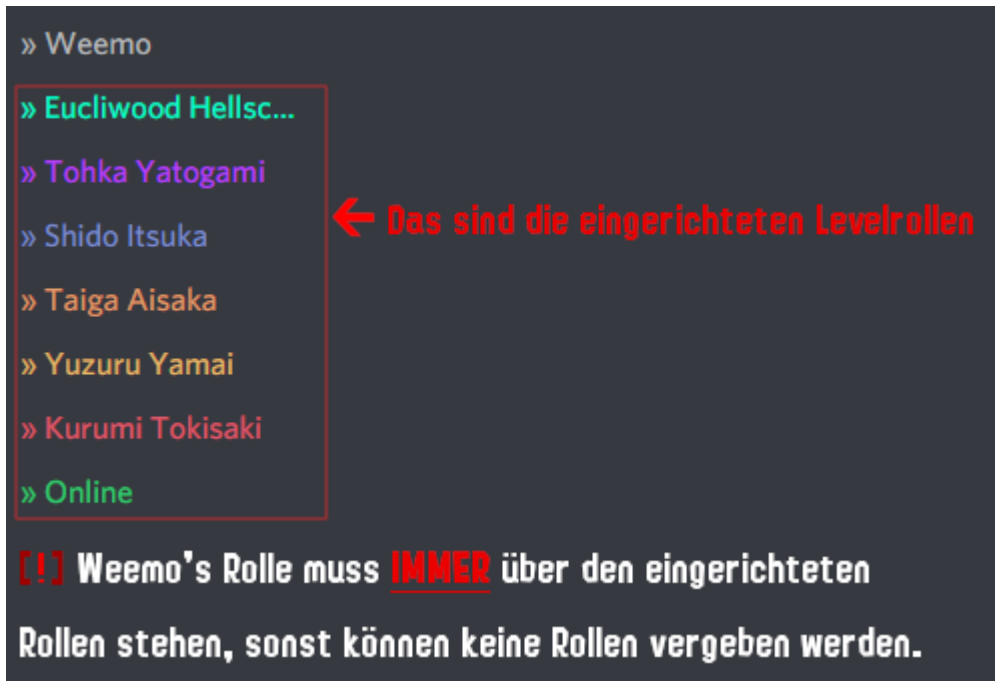 » Weemo
» Eucliwood Hellsc...
» Tohka Yatogami
» Shido Itsuka
← Das sind die eingerichteten Levelrollen
» Taiga Aisaka
» Yuzuru Yamai
» Kurumi Tokisaki
» Online
[!] Weemo's Rolle muss IMMER über den eingerichteten
Rollen stehen, sonst können keine Rollen vergeben werden.